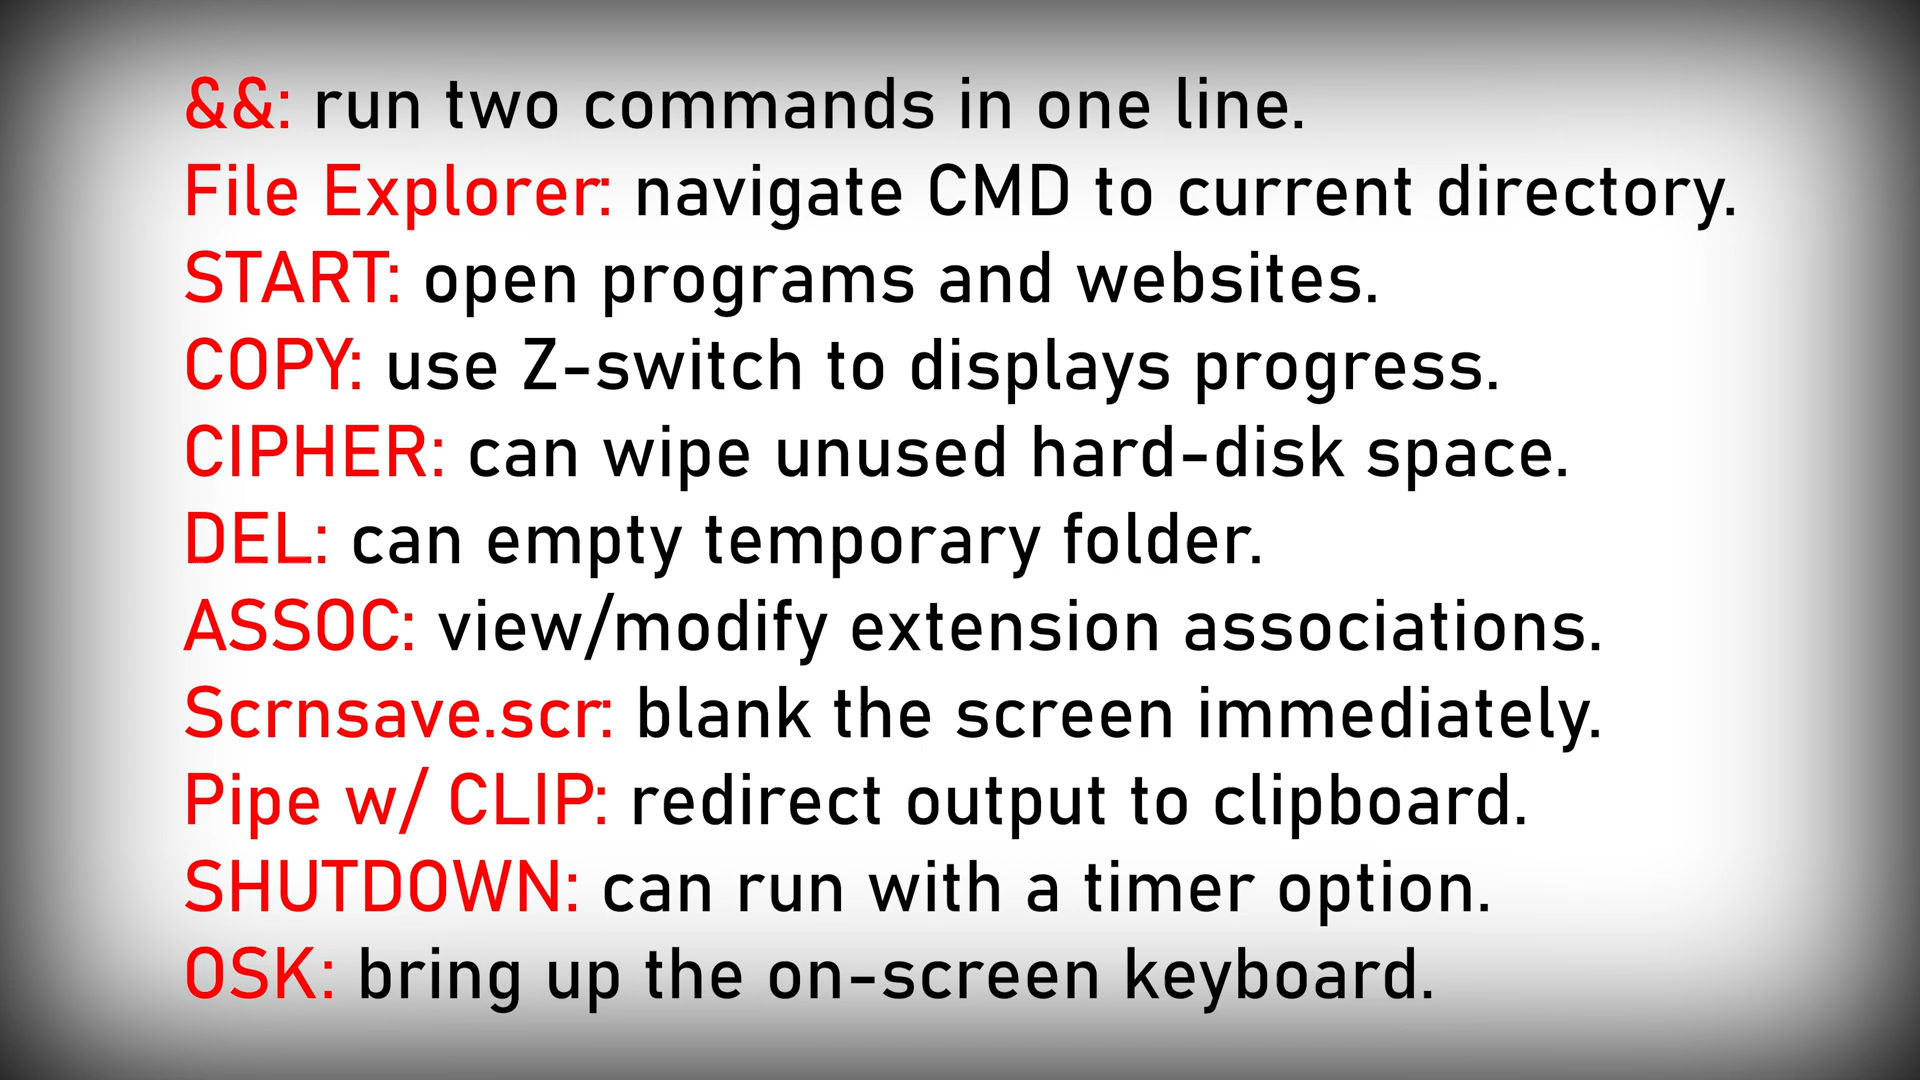 &&: run two commands in one line.
File Explorer: navigate CMD to current directory.
START: open programs and websites.
COPY: use Z-switch to displays progress.
CIPHER: can wipe unused hard-disk space.
DEL: can empty temporary folder.
ASSOC: view/modify extension associations.
Scrnsave.scr: blank the screen immediately.
Pipe w/ CLIP: redirect output to clipboard.
SHUTDOWN: can run with a timer option.
OSK: bring up the on-screen keyboard.